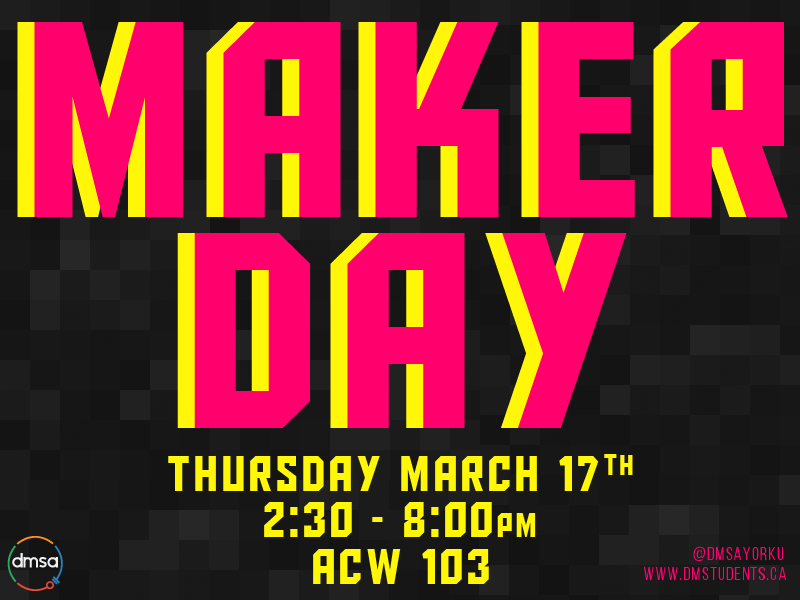 MAKER
DAY
THURSDAY MARCH 17TH
2:30 - 8:00PM
ACW 103
dmsa
@DMSAYORKU
WWW.DMSTUDENTS.CA